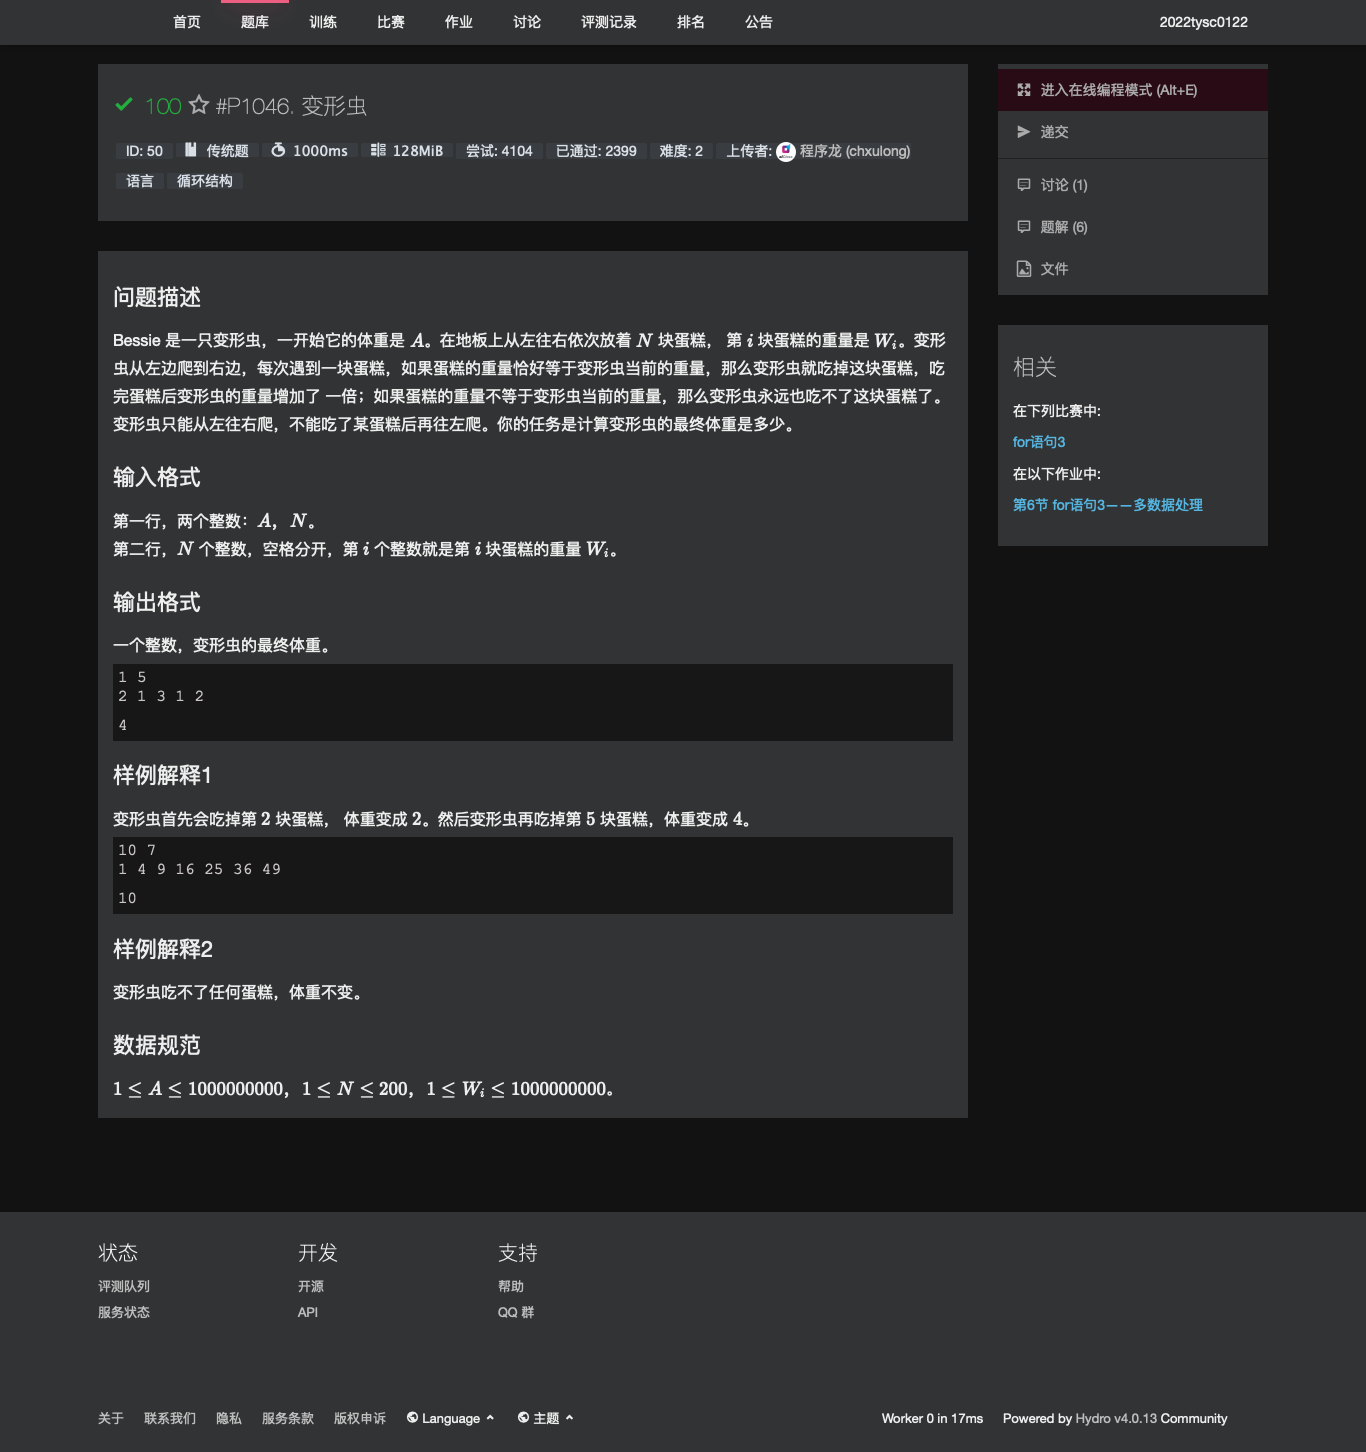 首页 题库 训练 比赛 作业 讨论 评测记录 排名 公告 2022tysc0122
100 #P1046. 变形虫
ID: 50 传统题 1000ms 128MiB 尝试: 4104 已通过: 2399 难度: 2 上传者: 程序龙 (chxulong)
语言 循环结构
问题描述
Bessie 是一只变形虫，一开始它的体重是 A。在地板上从左往右依次放着 N 块蛋糕， 第 i 块蛋糕的重量是 Wᵢ。变形
虫从左边爬到右边，每次遇到一块蛋糕，如果蛋糕的重量恰好等于变形虫当前的重量，那么变形虫就吃掉这块蛋糕，吃
完蛋糕后变形虫的重量增加了 一倍；如果蛋糕的重量不等于变形虫当前的重量，那么变形虫永远也吃不了这块蛋糕了。
变形虫只能从左往右爬，不能吃了某蛋糕后再往左爬。你的任务是计算变形虫的最终体重是多少。
输入格式
第一行，两个整数：A，N。
第二行，N 个整数，空格分开，第 i 个整数就是第 i 块蛋糕的重量 Wᵢ。
输出格式
一个整数，变形虫的最终体重。
1 5
2 1 3 1 2
4
样例解释1
变形虫首先会吃掉第 2 块蛋糕， 体重变成 2。然后变形虫再吃掉第 5 块蛋糕，体重变成 4。
10 7
1 4 9 16 25 36 49
10
样例解释2
变形虫吃不了任何蛋糕，体重不变。
数据规范
1 ≤ A ≤ 1000000000，1 ≤ N ≤ 200，1 ≤ Wᵢ ≤ 1000000000。
进入在线编程模式 (Alt+E)
递交
讨论 (1)
题解 (6)
文件
相关
在下列比赛中:
for语句3
在以下作业中:
第6节 for语句3——多数据处理
状态 开发 支持
评测队列 开源 帮助
服务状态 API QQ 群
关于 联系我们 隐私 服务条款 版权申诉 Language 主题 Worker 0 in 17ms Powered by Hydro v4.0.13 Community